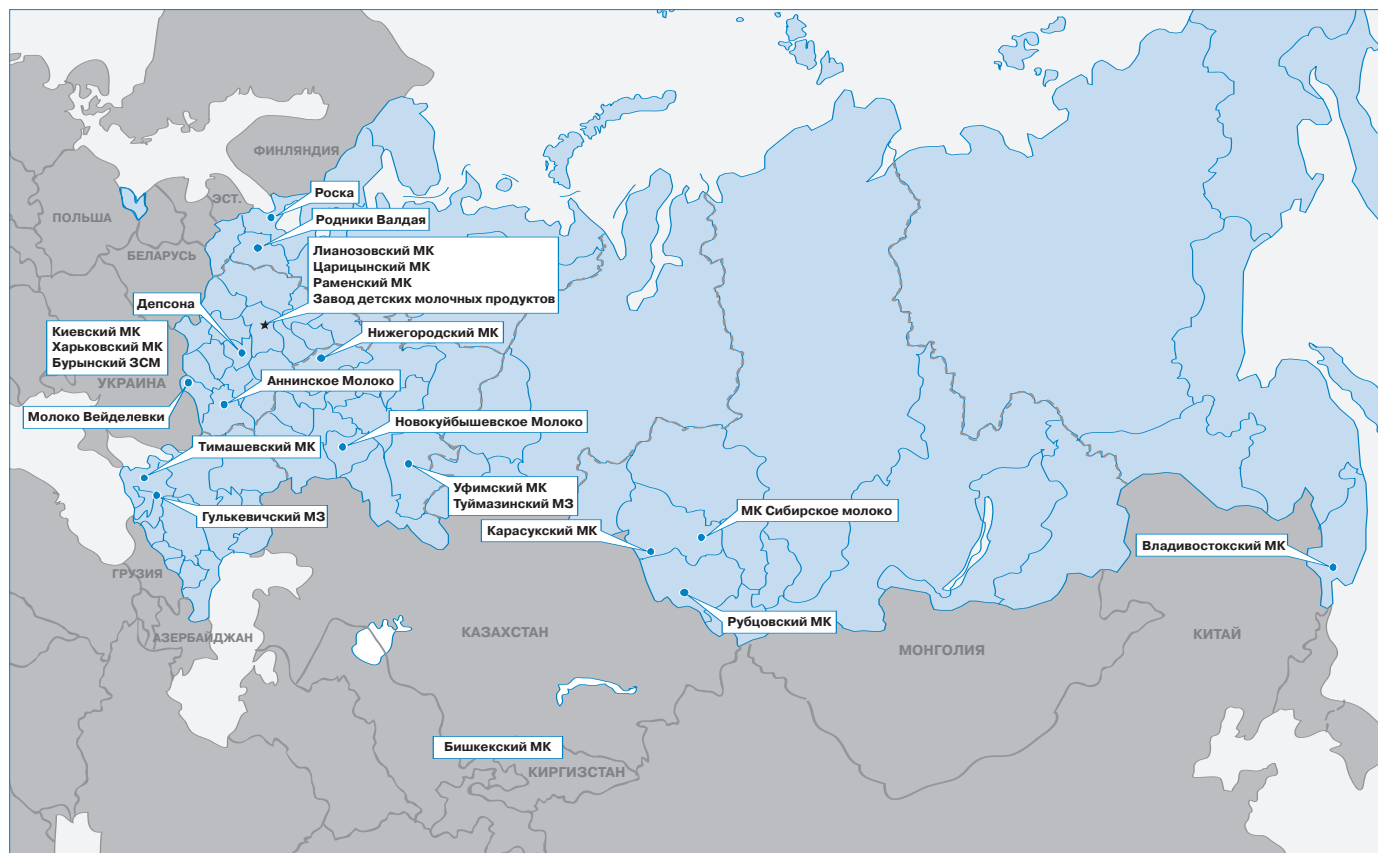 ФИНЛЯНДИЯ
Роска
ЭСТ.
ПОЛЬША
Родники Валдая
БЕЛАРУСЬ
Лианозовский МК
Царицынский МК
Раменский МК
Завод детских молочных продуктов
Депсона
Киевский МК
Харьковский МК
Бурынский ЗСМ
Нижегородский МК
УКРАИНА
Аннинское Молоко
Молоко Вейделевки
Новокуйбышевское Молоко
Тимашевский МК
Уфимский МК
Туймазинский МЗ
Гулькевичский МЗ
МК Сибирское молоко
Карасукский МК
Владивостокский МК
ГРУЗИЯ
Рубцовский МК
АЗЕРБАЙДЖАН
КАЗАХСТАН
МОНГОЛИЯ
КИТАЙ
Бишкекский МК
КИРГИЗСТАН